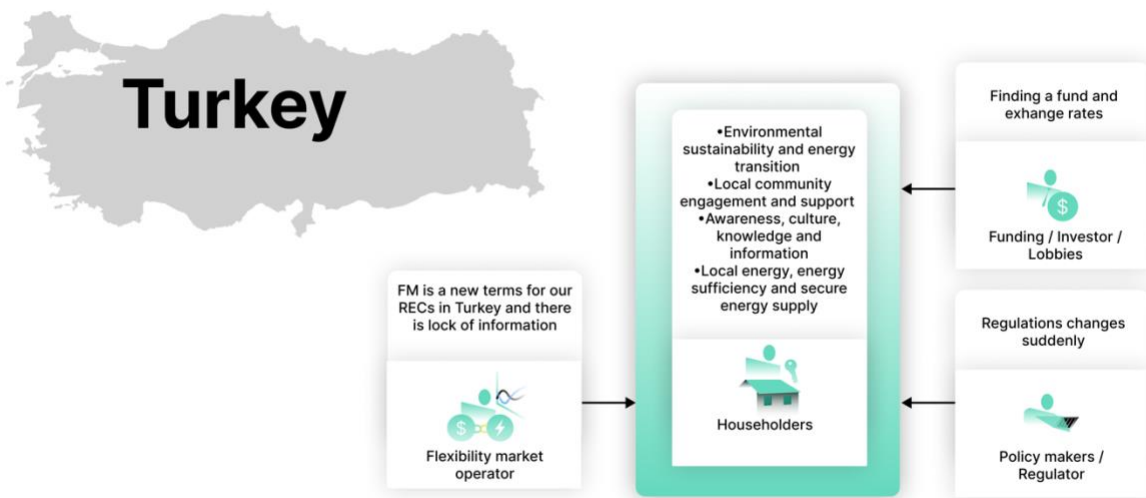 Turkey
FM is a new terms for our
RECs in Turkey and there
is lock of information
Flexibility market
operator
•Environmental
sustainability and energy
transition
•Local community
engagement and support
•Awareness, culture,
knowledge and
information
•Local energy, energy
sufficiency and secure
energy supply
Householders
Finding a fund and
exhange rates
$
Funding / Investor /
Lobbies
Regulations changes
suddenly
Policy makers /
Regulator
$